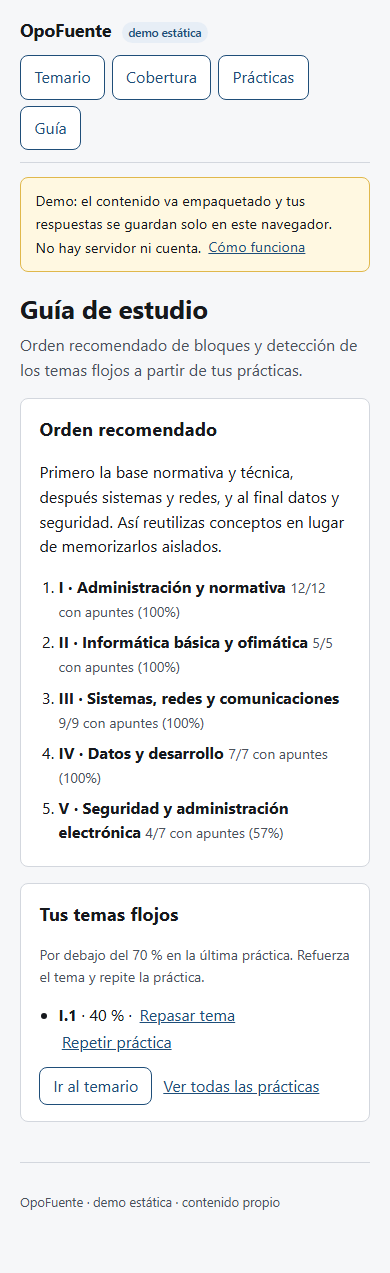 OpoFuente demo estática
Temario Cobertura Prácticas
Guía
Demo: el contenido va empaquetado y tus
respuestas se guardan solo en este navegador.
No hay servidor ni cuenta. Cómo funciona
Guía de estudio
Orden recomendado de bloques y detección de
los temas flojos a partir de tus prácticas.
Orden recomendado
Primero la base normativa y técnica,
después sistemas y redes, y al final datos y
seguridad. Así reutilizas conceptos en lugar
de memorizarlos aislados.
1. I · Administración y normativa 12/12
con apuntes (100%)
2. II · Informática básica y ofimática 5/5
con apuntes (100%)
3. III · Sistemas, redes y comunicaciones
9/9 con apuntes (100%)
4. IV · Datos y desarrollo 7/7 con apuntes
(100%)
5. V · Seguridad y administración
electrónica 4/7 con apuntes (57%)
Tus temas flojos
Por debajo del 70 % en la última práctica. Refuerza
el tema y repite la práctica.
• I.1 · 40 % · Repasar tema
Repetir práctica
Ir al temario Ver todas las prácticas
OpoFuente · demo estática · contenido propio